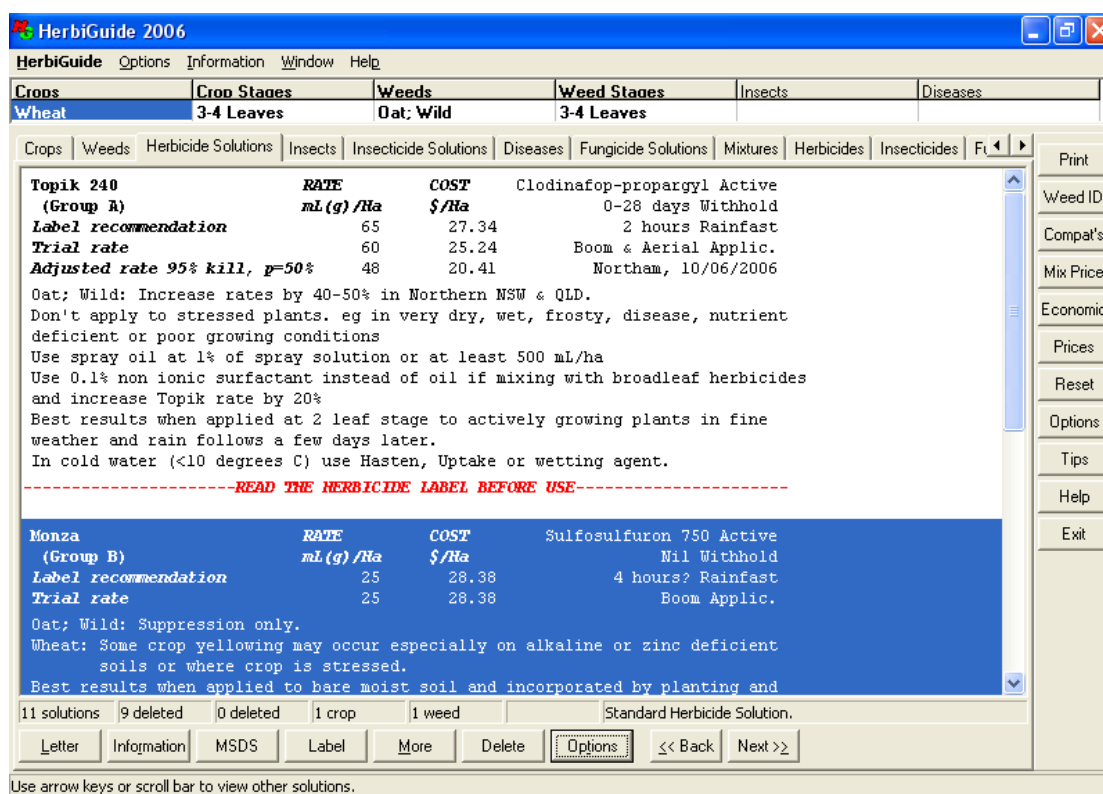 HerbiGuide 2006
HerbiGuide Options Information Window Help
Crops Crop Stages Weeds Weed Stages Insects Diseases
Wheat 3-4 Leaves Oat; Wild 3-4 Leaves
Crops Weeds Herbicide Solutions Insects Insecticide Solutions Diseases Fungicide Solutions Mixtures Herbicides Insecticides
Topik 240 RATE COST Clodinafop-propargyl Active
(Group A) mL(g)/Ha $/Ha 0-28 days Withhold
Label recommendation 65 27.34 2 hours Rainfast
Trial rate 60 25.24 Boom & Aerial Applic.
Adjusted rate 95% kill, p=50% 48 20.41 Northam, 10/06/2006
Oat; Wild: Increase rates by 40-50% in Northern NSW & QLD.
Don't apply to stressed plants. eg in very dry, wet, frosty, disease, nutrient
deficient or poor growing conditions
Use spray oil at 1% of spray solution or at least 500 mL/ha
Use 0.1% non ionic surfactant instead of oil if mixing with broadleaf herbicides
and increase Topik rate by 20%
Best results when applied at 2 leaf stage to actively growing plants in fine
weather and rain follows a few days later.
In cold water (<10 degrees C) use Hasten, Uptake or wetting agent.
----------------------READ THE HERBICIDE LABEL BEFORE USE----------------------
Monza RATE COST Sulfosulfuron 750 Active
(Group B) mL(g)/Ha $/Ha Nil Withhold
Label recommendation 25 28.38 4 hours? Rainfast
Trial rate 25 28.38 Boom Applic.
Oat; Wild: Suppression only.
Wheat: Some crop yellowing may occur especially on alkaline or zinc deficient
soils or where crop is stressed.
Best results when applied to bare moist soil and incorporated by planting and
11 solutions 9 deleted 0 deleted 1 crop 1 weed Standard Herbicide Solution.
Letter Information MSDS Label More Delete Options << Back Next >>
Use arrow keys or scroll bar to view other solutions.
Print
Weed ID
Compat's
Mix Price
Economic
Prices
Reset
Options
Tips
Help
Exit